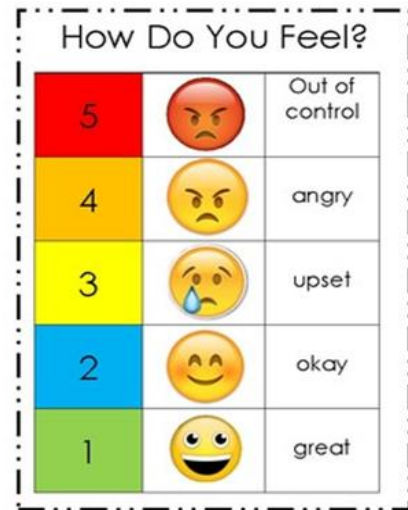 How Do You Feel?
5
Out of
control
4
angry
3
upset
2
okay
1
great